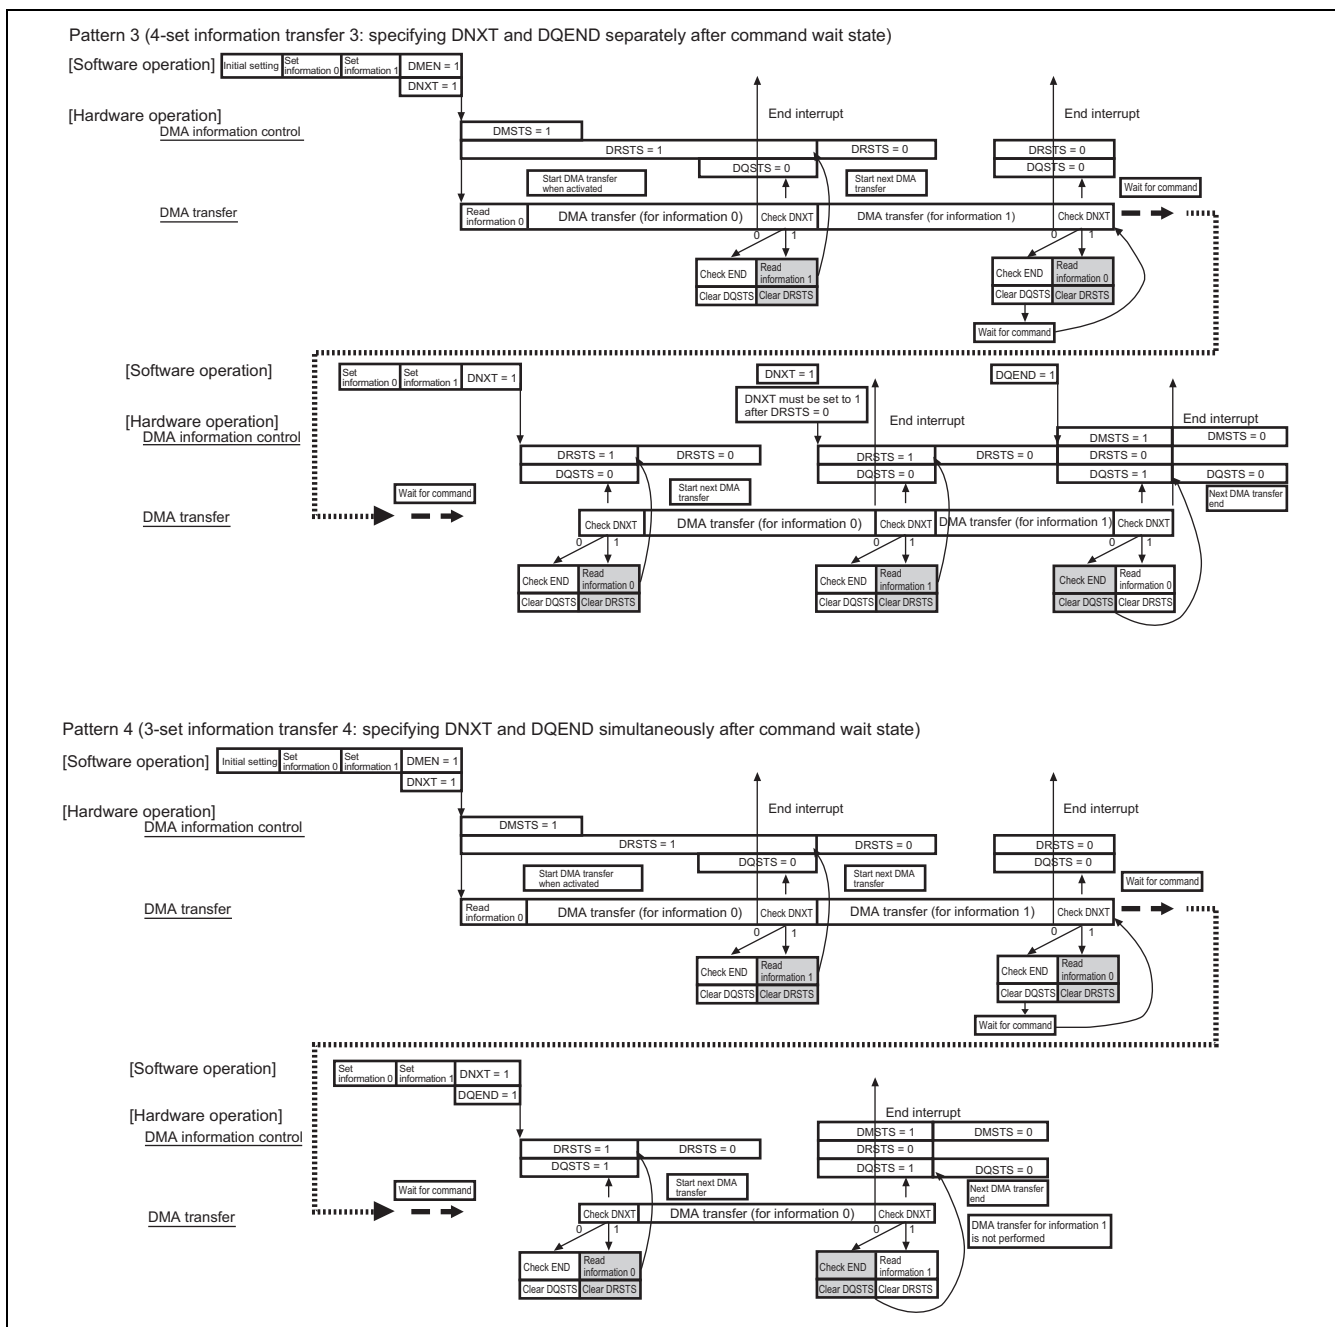 Pattern 3 (4-set information transfer 3: specifying DNXT and DQEND separately after command wait state)
[Software operation]
Initial setting
Set
information 0
Set
information 1
DMEN = 1
DNXT = 1
[Hardware operation]
DMA information control
End interrupt
End interrupt
DMSTS = 1
DRSTS = 1
DRSTS = 0
DRSTS = 0
DQSTS = 0
DQSTS = 0
Start DMA transfer
when activated
Start next DMA
transfer
Wait for command
DMA transfer
Read
information 0
DMA transfer (for information 0)
Check DNXT
DMA transfer (for information 1)
Check DNXT
0
1
0
1
Check END
Read
information 1
Clear DQSTS
Clear DRSTS
Check END
Read
information 0
Clear DQSTS
Clear DRSTS
Wait for command
[Software operation]
Set
information 0
Set
information 1
DNXT = 1
DNXT = 1
DQEND = 1
DNXT must be set to 1
after DRSTS = 0
[Hardware operation]
DMA information control
End interrupt
End interrupt
DMSTS = 1
DMSTS = 0
DRSTS = 1
DRSTS = 0
DRSTS = 1
DRSTS = 0
DRSTS = 0
DQSTS = 0
DQSTS = 0
DQSTS = 1
DQSTS = 0
Wait for command
Start next DMA
transfer
Next DMA transfer
end
DMA transfer
Check DNXT
DMA transfer (for information 0)
Check DNXT
DMA transfer (for information 1)
Check DNXT
0
1
0
1
0
1
Check END
Read
information 0
Clear DQSTS
Clear DRSTS
Check END
Read
information 1
Clear DQSTS
Clear DRSTS
Check END
Read
information 0
Clear DQSTS
Clear DRSTS
Pattern 4 (3-set information transfer 4: specifying DNXT and DQEND simultaneously after command wait state)
[Software operation]
Initial setting
Set
information 0
Set
information 1
DMEN = 1
DNXT = 1
[Hardware operation]
DMA information control
End interrupt
End interrupt
DMSTS = 1
DRSTS = 1
DRSTS = 0
DRSTS = 0
DQSTS = 0
DQSTS = 0
Start DMA transfer
when activated
Start next DMA
transfer
Wait for command
DMA transfer
Read
information 0
DMA transfer (for information 0)
Check DNXT
DMA transfer (for information 1)
Check DNXT
0
1
0
1
Check END
Read
information 1
Clear DQSTS
Clear DRSTS
Check END
Read
information 0
Clear DQSTS
Clear DRSTS
Wait for command
[Software operation]
Set
information 0
Set
information 1
DNXT = 1
DQEND = 1
[Hardware operation]
DMA information control
End interrupt
DMSTS = 1
DMSTS = 0
DRSTS = 1
DRSTS = 0
DRSTS = 0
DQSTS = 1
DQSTS = 1
DQSTS = 0
Wait for command
Start next DMA
transfer
Next DMA transfer
end
DMA transfer
Check DNXT
DMA transfer (for information 0)
Check DNXT
DMA transfer for information 1
is not performed
0
1
0
1
Check END
Read
information 0
Clear DQSTS
Clear DRSTS
Check END
Read
information 1
Clear DQSTS
Clear DRSTS